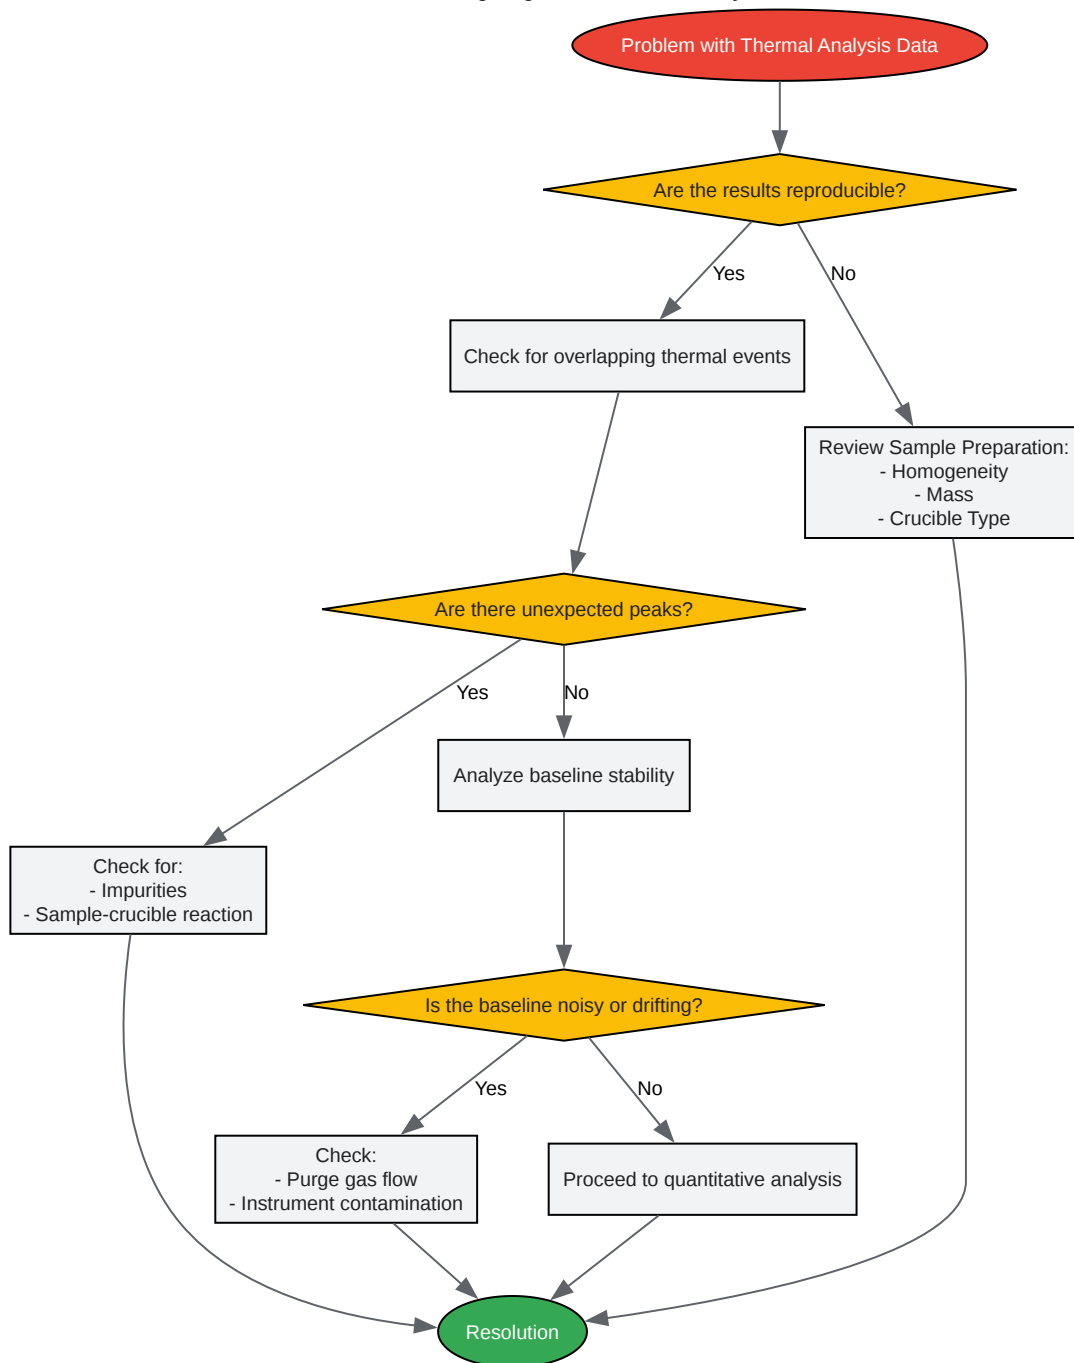 Problem with Thermal Analysis Data
Are the results reproducible?
Yes
No
Check for overlapping thermal events
Review Sample Preparation:
- Homogeneity
- Mass
- Crucible Type
Are there unexpected peaks?
Yes
No
Analyze baseline stability
Check for:
- Impurities
- Sample-crucible reaction
Is the baseline noisy or drifting?
Yes
No
Check:
- Purge gas flow
- Instrument contamination
Proceed to quantitative analysis
Resolution